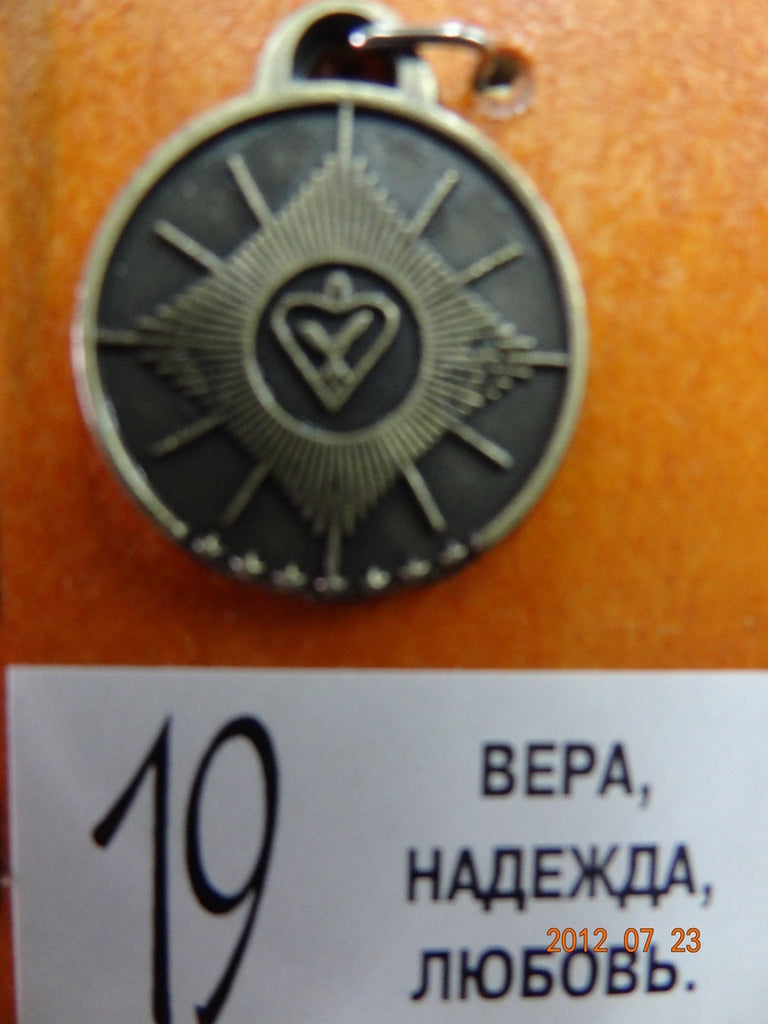 19
ВЕРА,
НАДЕЖДА,
ЛЮБОВЬ.
2012 07 23